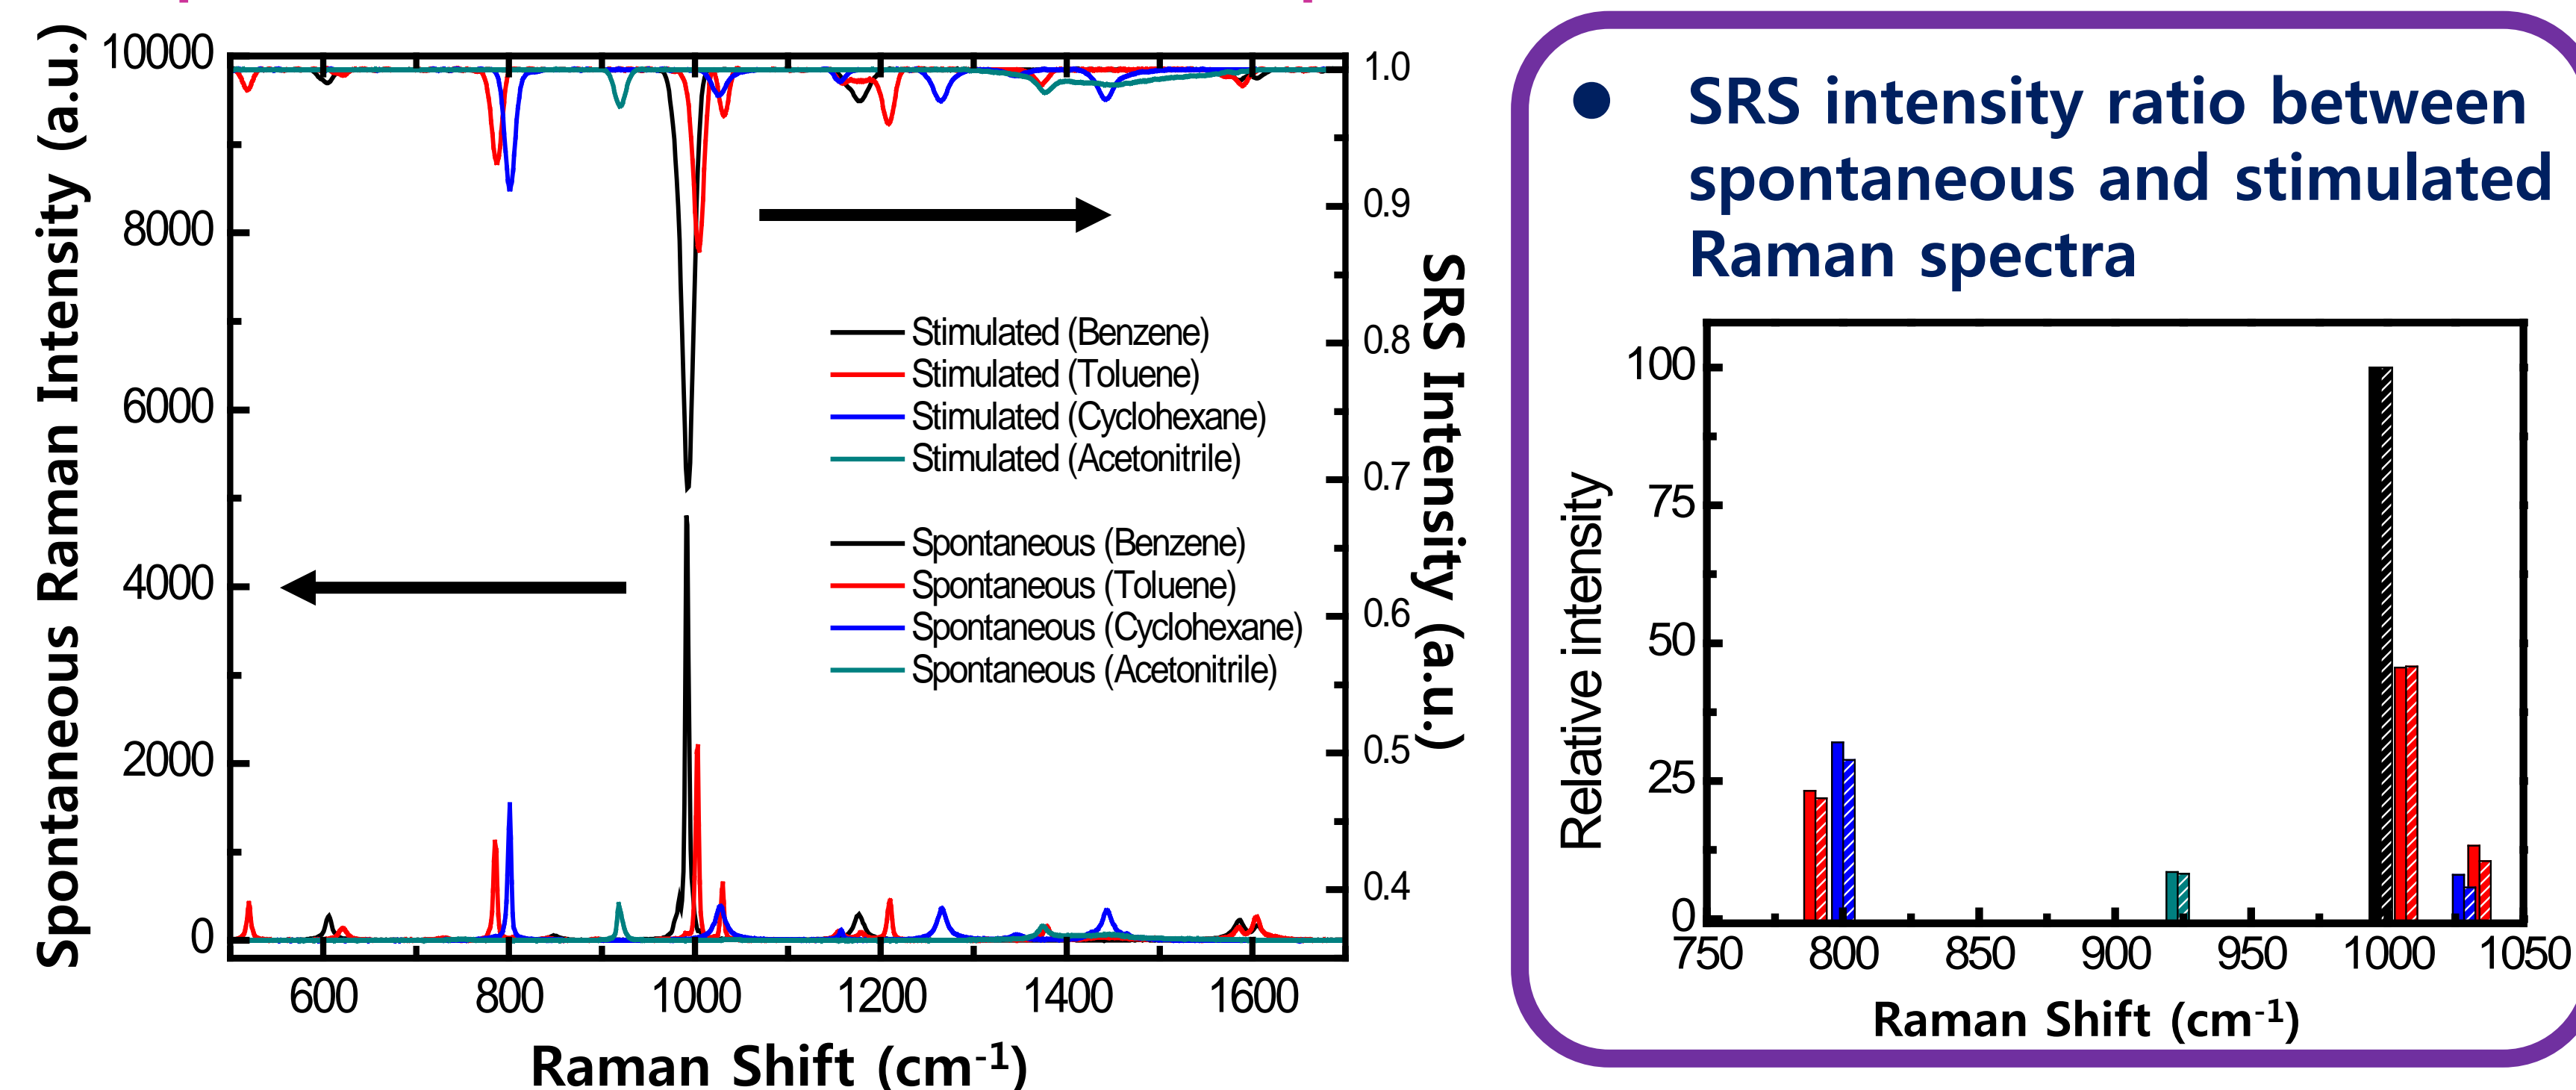 Spontaneous Raman Intensity (a.u.)
10000
8000
6000
4000
2000
0
1.0
0.9
0.8
0.7
0.6
0.5
0.4
SRS Intensity (a.u.)
Stimulated (Benzene)
Stimulated (Toluene)
Stimulated (Cyclohexane)
Stimulated (Acetonitrile)
Spontaneous (Benzene)
Spontaneous (Toluene)
Spontaneous (Cyclohexane)
Spontaneous (Acetonitrile)
600 800 1000 1200 1400 1600
Raman Shift (cm-1)
● SRS intensity ratio between
spontaneous and stimulated
Raman spectra
Relative intensity
100
75
50
25
0
750 800 850 900 950 1000 1050
Raman Shift (cm-1)